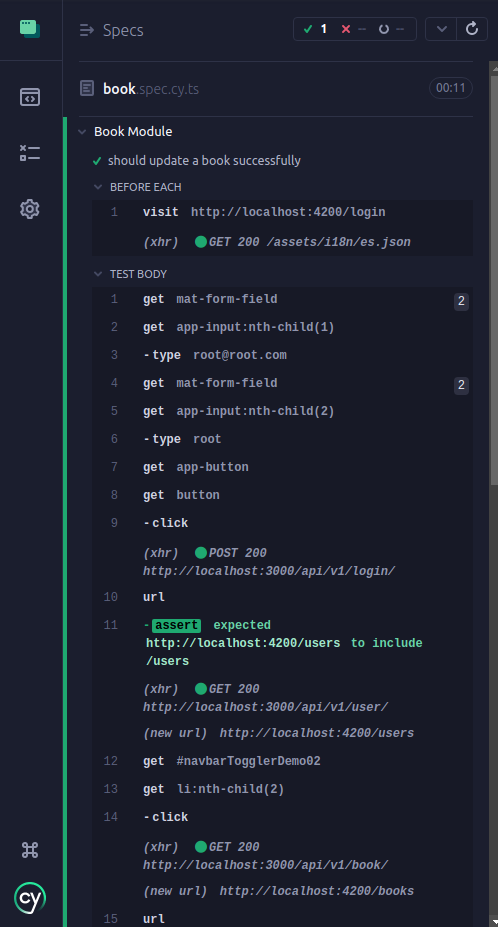 Specs
1
--
--
book.spec.cy.ts
00:11
Book Module
should update a book successfully
BEFORE EACH
1 visit http://localhost:4200/login
(xhr) GET 200 /assets/i18n/es.json
TEST BODY
1 get mat-form-field 2
2 get app-input:nth-child(1)
3 -type root@root.com
4 get mat-form-field 2
5 get app-input:nth-child(2)
6 -type root
7 get app-button
8 get button
9 -click
(xhr) POST 200
http://localhost:3000/api/v1/login/
10 url
11 -assert expected
http://localhost:4200/users to include
/users
(xhr) GET 200
http://localhost:3000/api/v1/user/
(new url) http://localhost:4200/users
12 get #navbarTogglerDemo02
13 get li:nth-child(2)
14 -click
(xhr) GET 200
http://localhost:3000/api/v1/book/
(new url) http://localhost:4200/books
15 url
cy